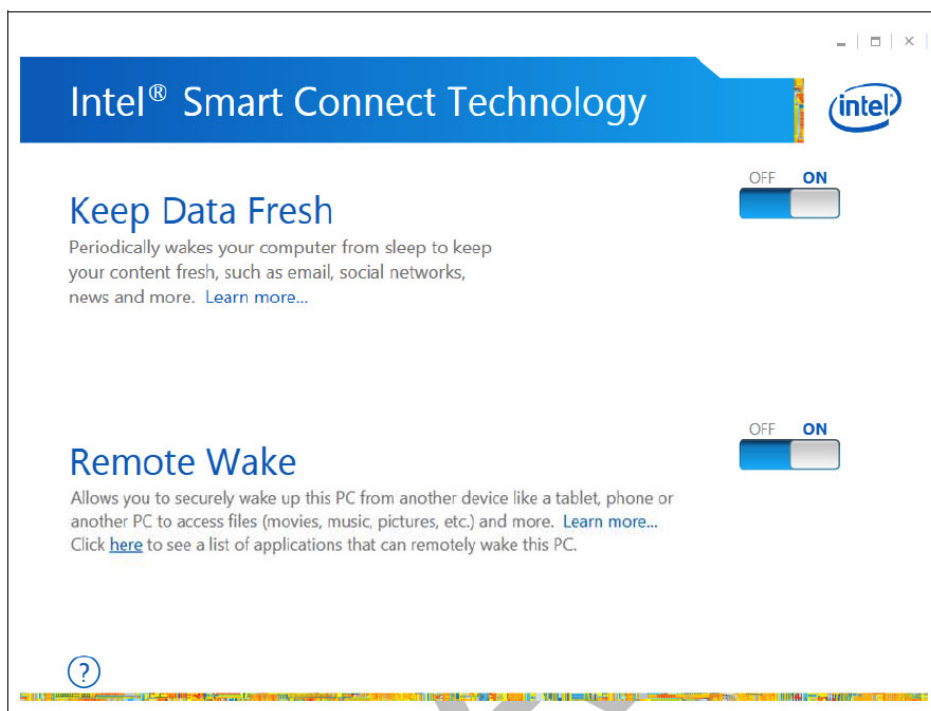 Intel® Smart Connect Technology
intel®
OFF ON
Keep Data Fresh
Periodically wakes your computer from sleep to keep
your content fresh, such as email, social networks,
news and more. Learn more...
OFF ON
Remote Wake
Allows you to securely wake up this PC from another device like a tablet, phone or
another PC to access files (movies, music, pictures, etc.) and more. Learn more...
Click here to see a list of applications that can remotely wake this PC.
?